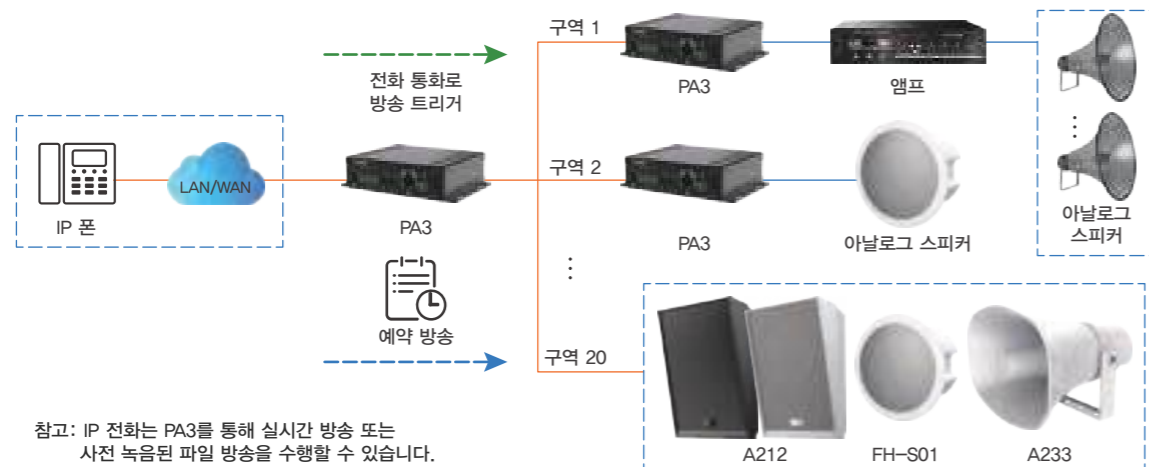 구역 1
전화 통화로
방송 트리거
PA3
앰프
LAN/WAN
구역 2
IP 폰
PA3
PA3
아날로그 스피커
아날로그
스피커
예약 방송
구역 20
참고: IP 전화는 PA3를 통해 실시간 방송 또는
사전 녹음된 파일 방송을 수행할 수 있습니다.
A212
FH-S01
A233